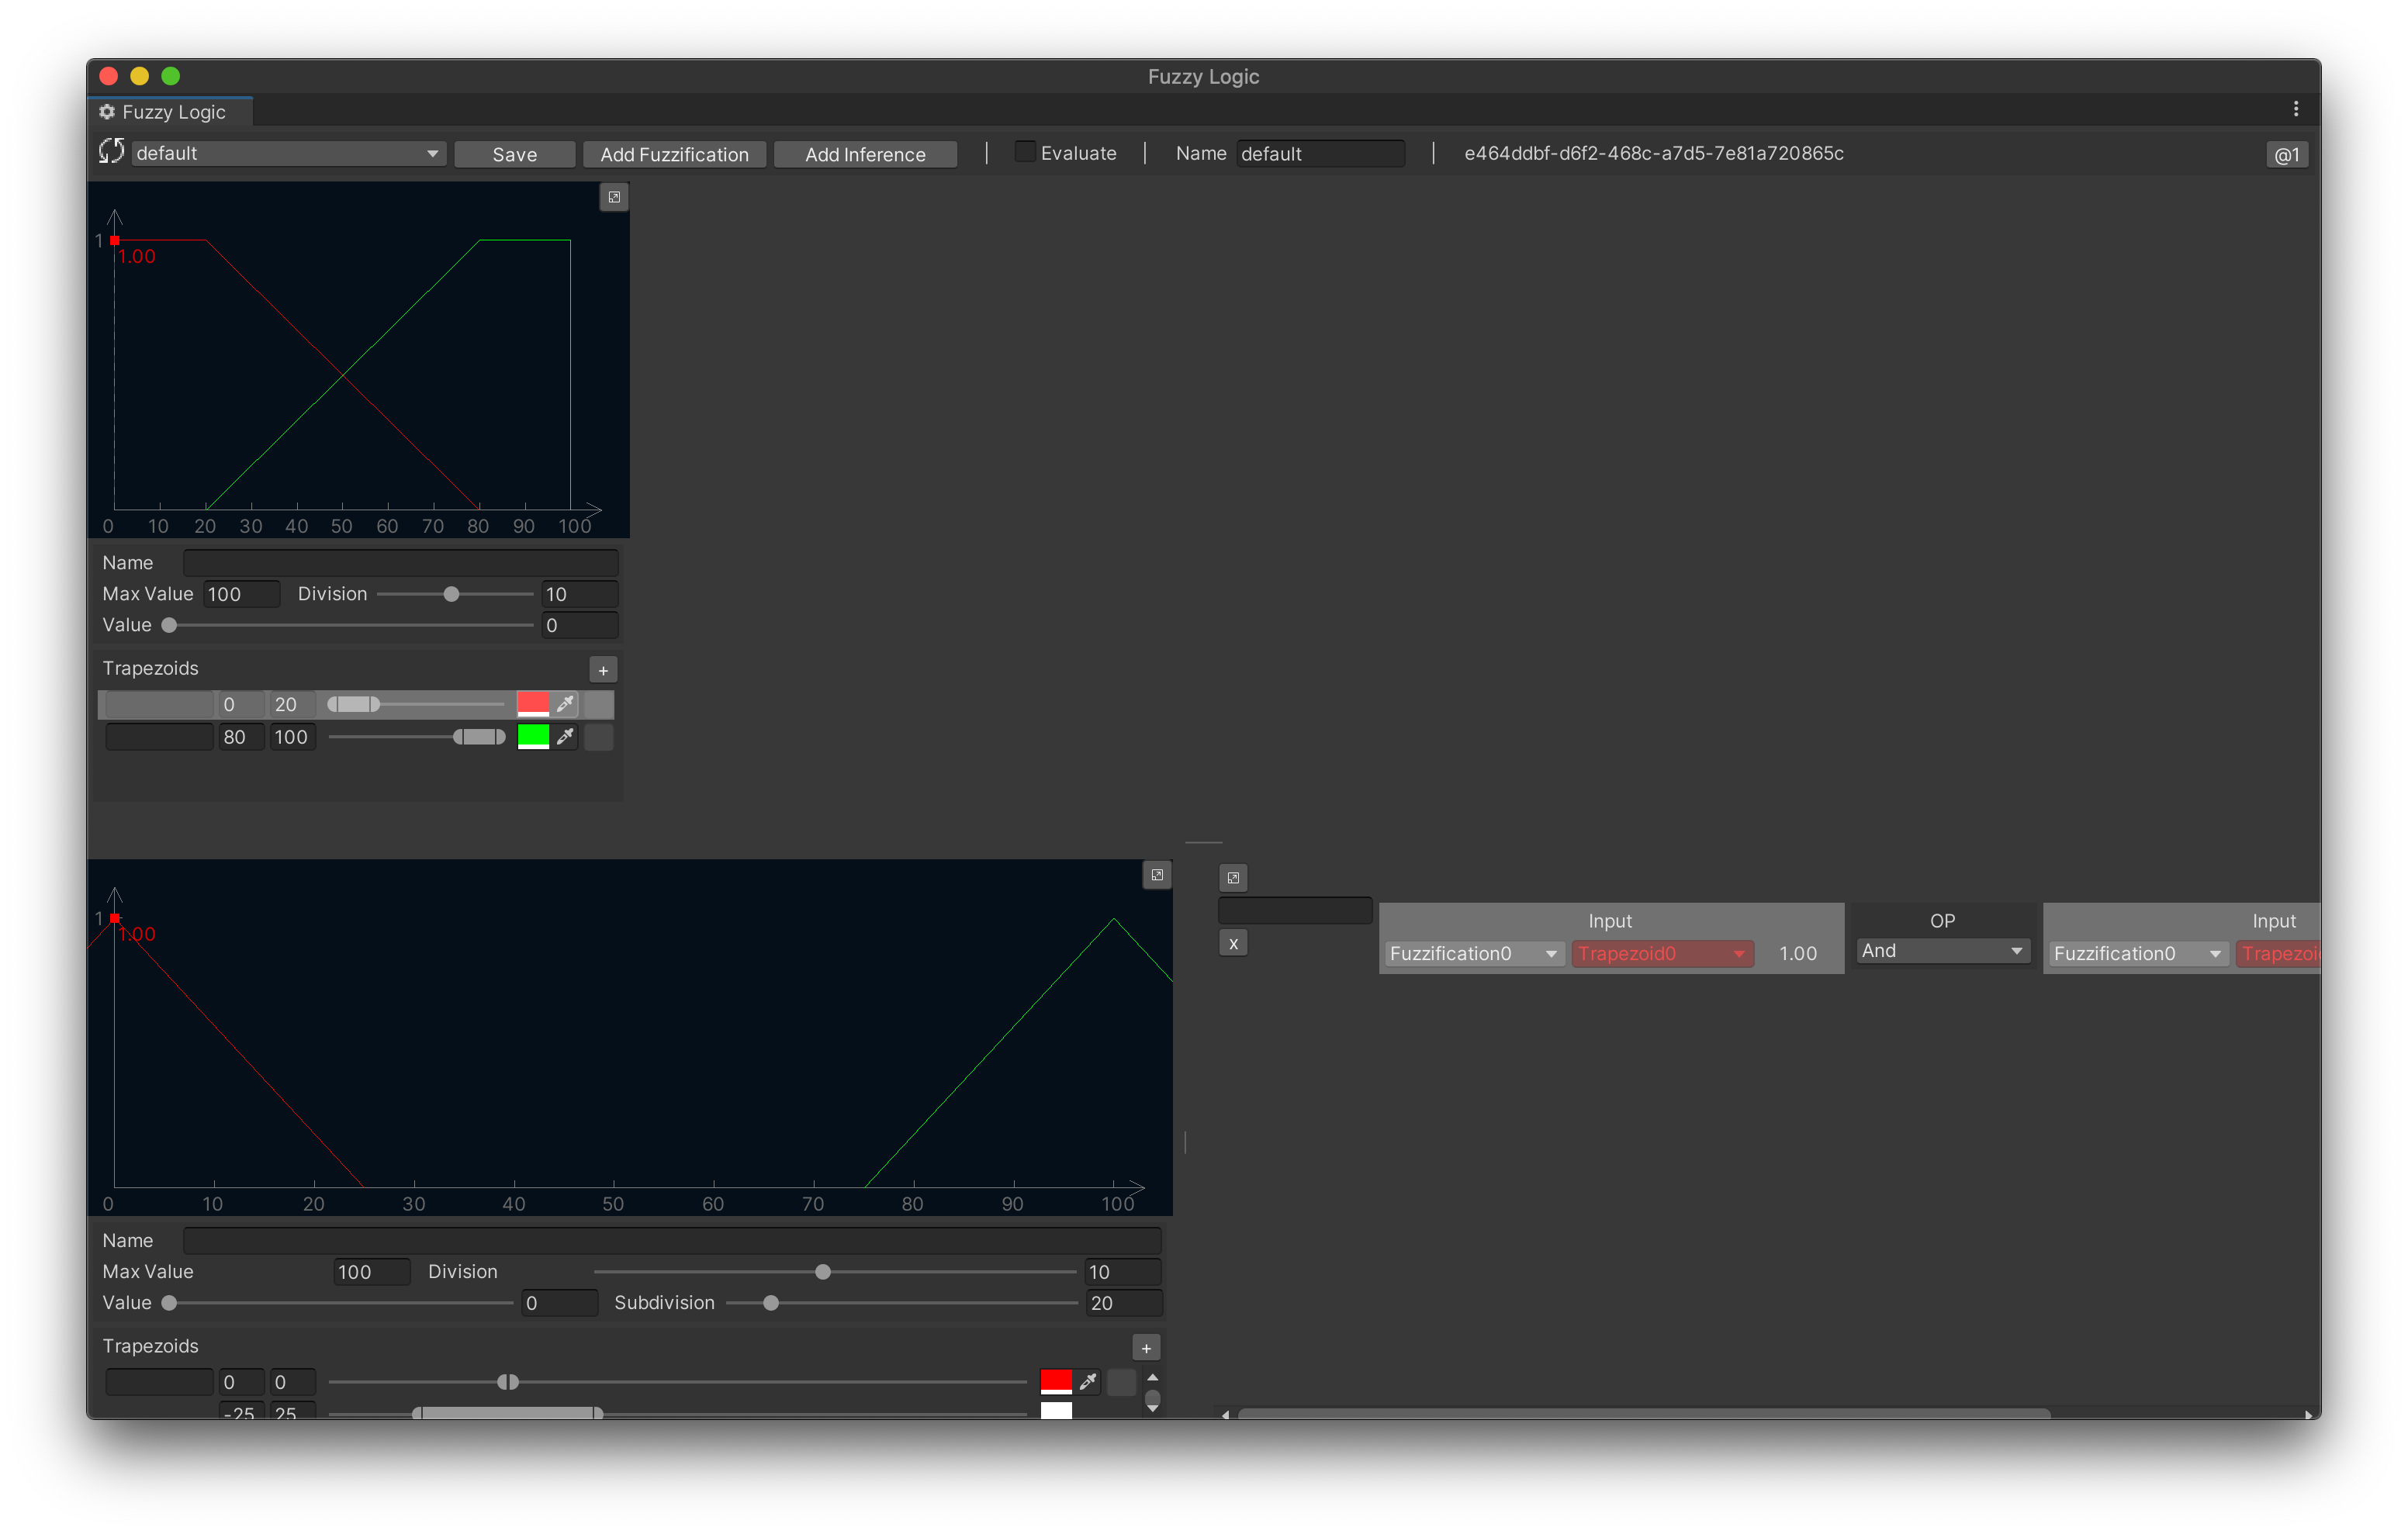 Fuzzy Logic
Fuzzy Logic
default Save Add Fuzzification Add Inference | Evaluate | Name default | e464ddbf-d6f2-468c-a7d5-7e81a720865c @1
1
1.00
0 10 20 30 40 50 60 70 80 90 100
Name
Max Value 100 Division 10
Value 0
Trapezoids +
0 20
80 100
1
1.00
0 10 20 30 40 50 60 70 80 90 100
Name
Max Value 100 Division 10
Value 0 Subdivision 20
Trapezoids +
0 0
-25 25
Input OP Input
Fuzzification0 Trapezoid0 1.00 And Fuzzification0 Trapezoi
x